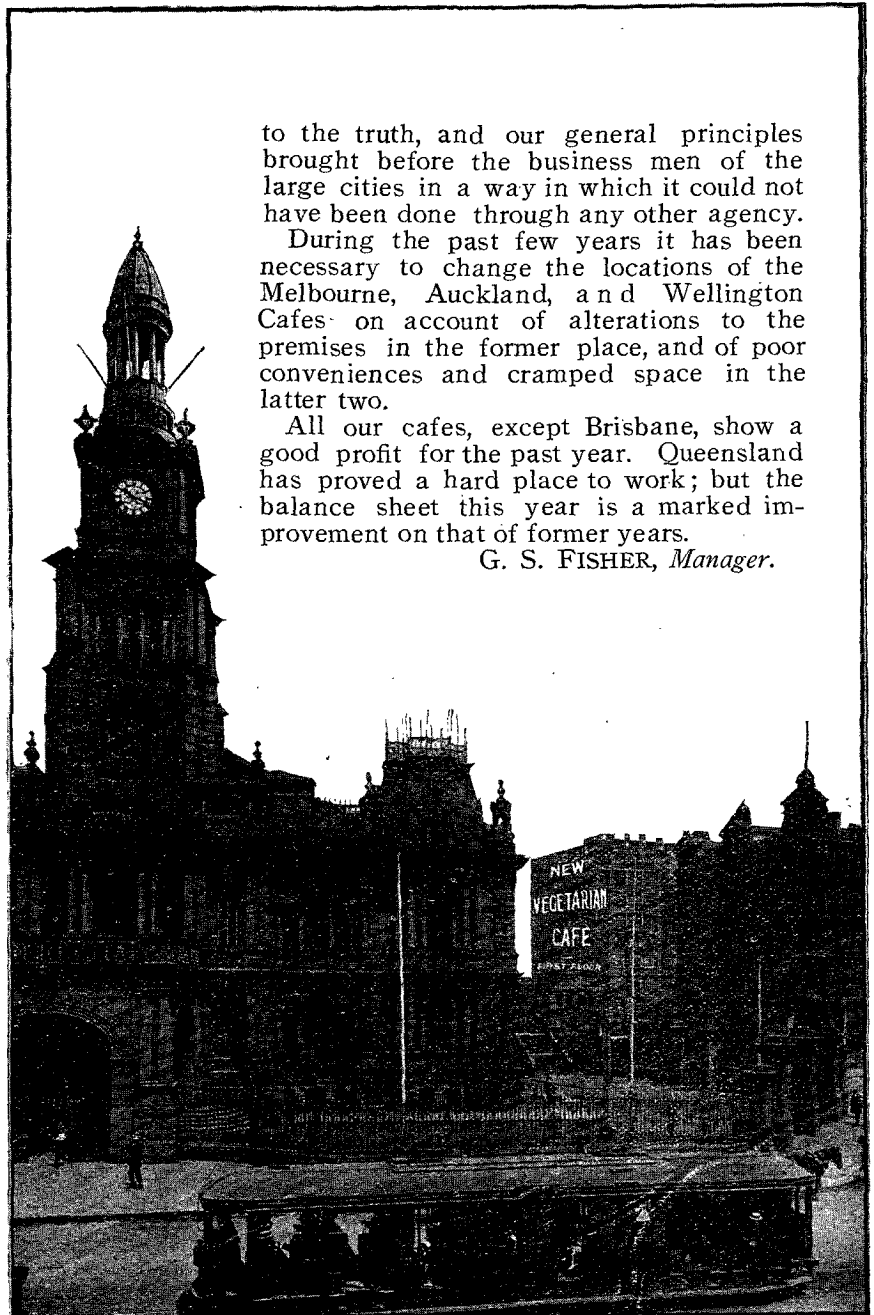 to the truth, and our general principles
brought before the business men of the
large cities in a way in which it could not
have been done through any other agency.
During the past few years it has been
necessary to change the locations of the
Melbourne, Auckland, and Wellington
Cafes on account of alterations to the
premises in the former place, and of poor
conveniences and cramped space in the
latter two.
All our cafes, except Brisbane, show a
good profit for the past year. Queensland
has proved a hard place to work; but the
balance sheet this year is a marked im-
provement on that of former years.
G. S. FISHER, Manager.
NEW
VEGETARIAN
CAFE
FIRST FLOOR